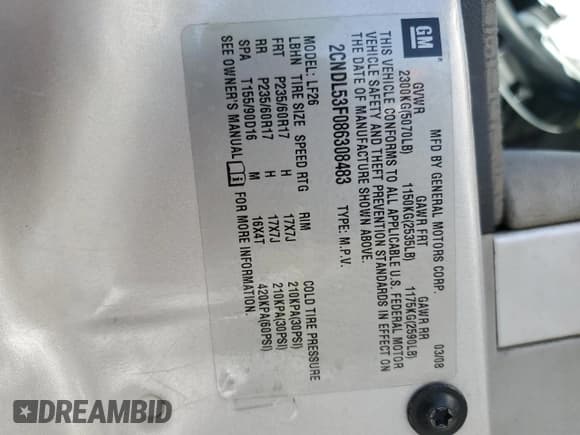 GM
MFD BY GENERAL MOTORS CORP. 03/08
GVWR GAWR FRT GAWR RR
2300KG(5070LB) 1150KG(2535LB) 1175KG(2590LB)
THIS VEHICLE CONFORMS TO ALL APPLICABLE U.S. FEDERAL MOTOR
VEHICLE SAFETY AND THEFT PREVENTION STANDARDS IN EFFECT ON
THE DATE OF MANUFACTURE SHOWN ABOVE.
2CNDL53F086308483 TYPE: M.P.V.
MODEL: LF26
LBHN TIRE SIZE SPEED RTG RIM COLD TIRE PRESSURE
FRT P235/60R17 H 17X7J 210KPA(30PSI)
RR P235/60R17 H 17X7J 210KPA(30PSI)
SPA T155/90D16 M 16X4T 420KPA(60PSI)
SEE OWNER'S MANUAL FOR MORE INFORMATION.
DREAMBID